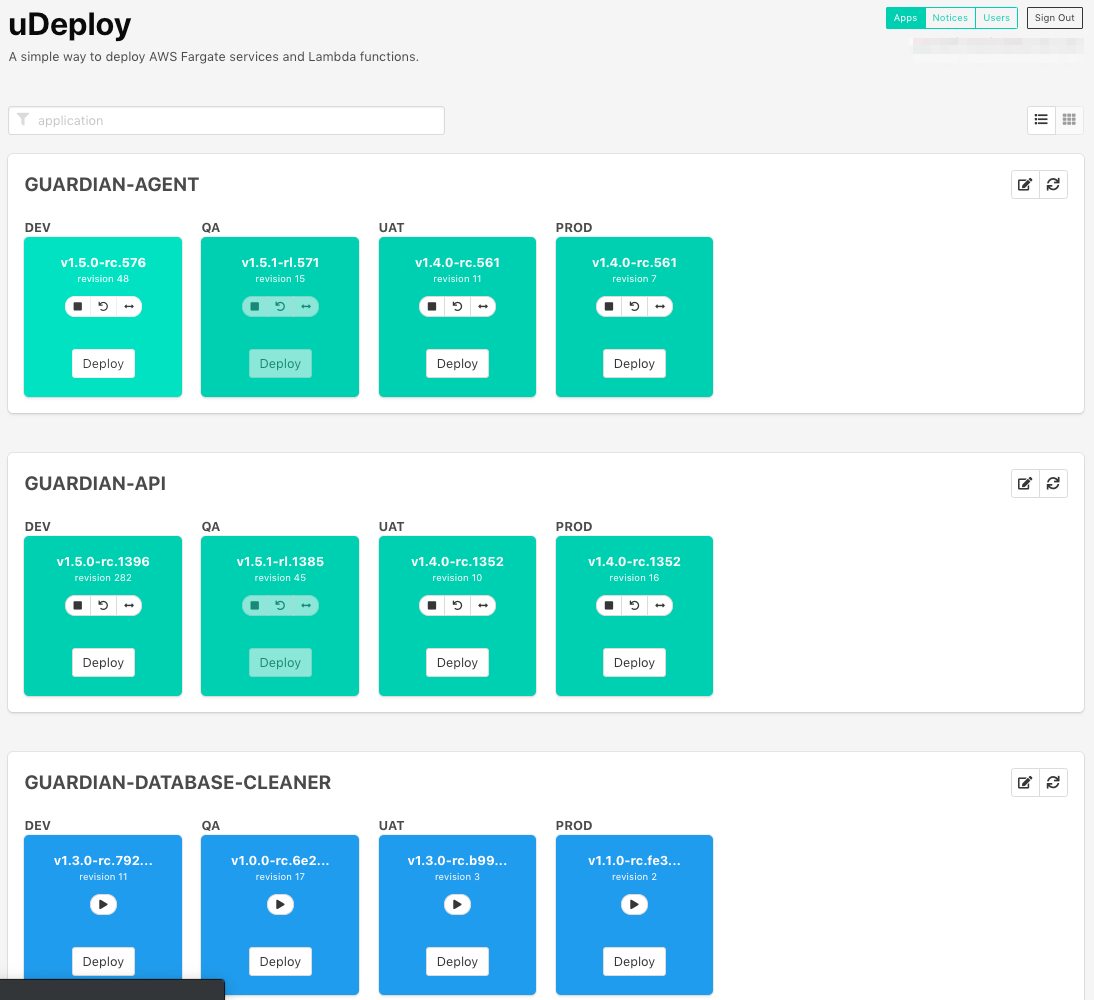 uDeploy
Apps Notices Users Sign Out
A simple way to deploy AWS Fargate services and Lambda functions.
application
GUARDIAN-AGENT
DEV QA UAT PROD
v1.5.0-rc.576 v1.5.1-rl.571 v1.4.0-rc.561 v1.4.0-rc.561
revision 48 revision 15 revision 11 revision 7
Deploy Deploy Deploy Deploy
GUARDIAN-API
DEV QA UAT PROD
v1.5.0-rc.1396 v1.5.1-rl.1385 v1.4.0-rc.1352 v1.4.0-rc.1352
revision 282 revision 45 revision 10 revision 16
Deploy Deploy Deploy Deploy
GUARDIAN-DATABASE-CLEANER
DEV QA UAT PROD
v1.3.0-rc.792... v1.0.0-rc.6e2... v1.3.0-rc.b99... v1.1.0-rc.fe3...
revision 11 revision 17 revision 3 revision 2
Deploy Deploy Deploy Deploy